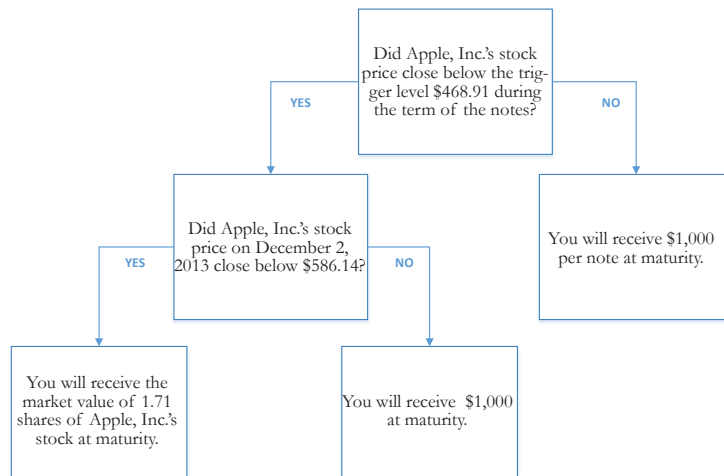 Did Apple, Inc.'s stock
price close below the trig-
ger level $468.91 during
the term of the notes?
YES
NO
Did Apple, Inc.'s stock
price on December 2,
2013 close below $586.14?
You will receive $1,000
per note at maturity.
YES
NO
You will receive the
market value of 1.71
shares of Apple, Inc.'s
stock at maturity.
You will receive $1,000
at maturity.